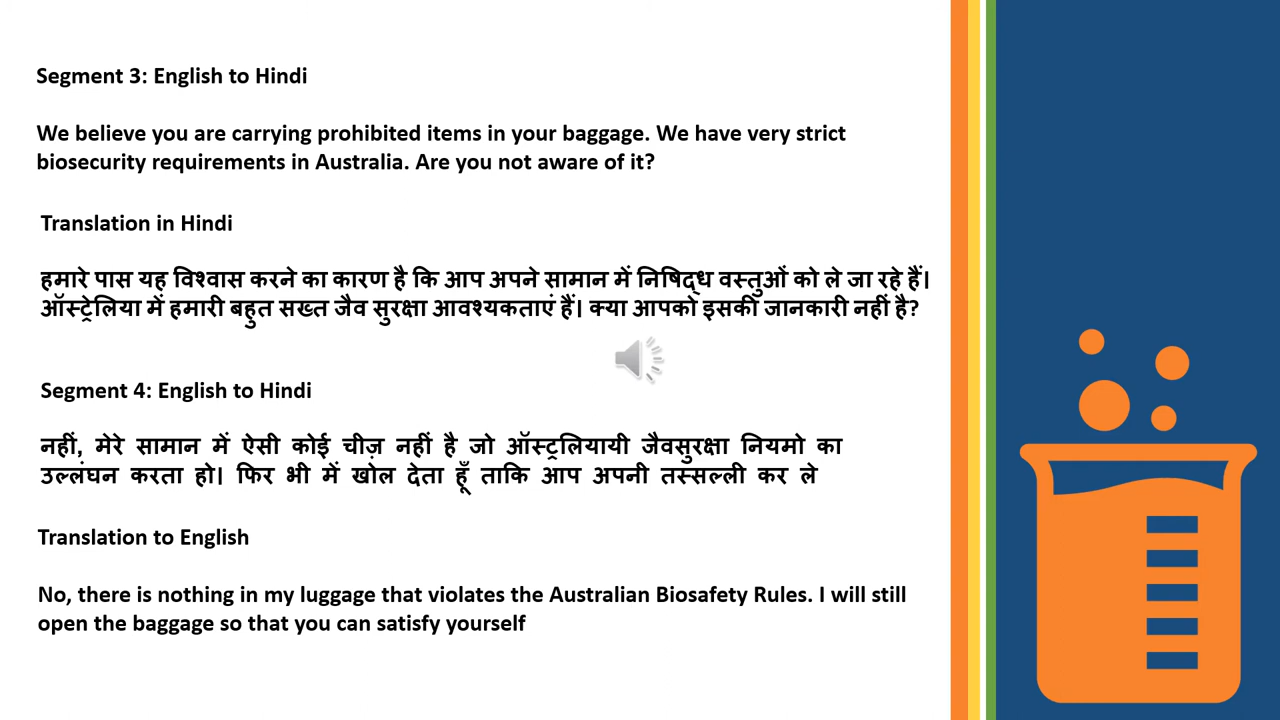 Segment 3: English to Hindi
We believe you are carrying prohibited items in your baggage. We have very strict
biosecurity requirements in Australia. Are you not aware of it?
Translation in Hindi
हमारे पास यह विश्वास करने का कारण है कि आप अपने सामान में निषिद्ध वस्तुओं को ले जा रहे हैं।
ऑस्ट्रेलिया में हमारी बहुत सख्त जैव सुरक्षा आवश्यकताएं हैं। क्या आपको इसकी जानकारी नहीं है?
Segment 4: English to Hindi
नहीं, मेरे सामान में ऐसी कोई चीज़ नहीं है जो ऑस्ट्रलियायी जैवसुरक्षा नियमो का
उल्लंघन करता हो। फिर भी में खोल देता हूँ ताकि आप अपनी तस्सल्ली कर ले
Translation to English
No, there is nothing in my luggage that violates the Australian Biosafety Rules. I will still
open the baggage so that you can satisfy yourself